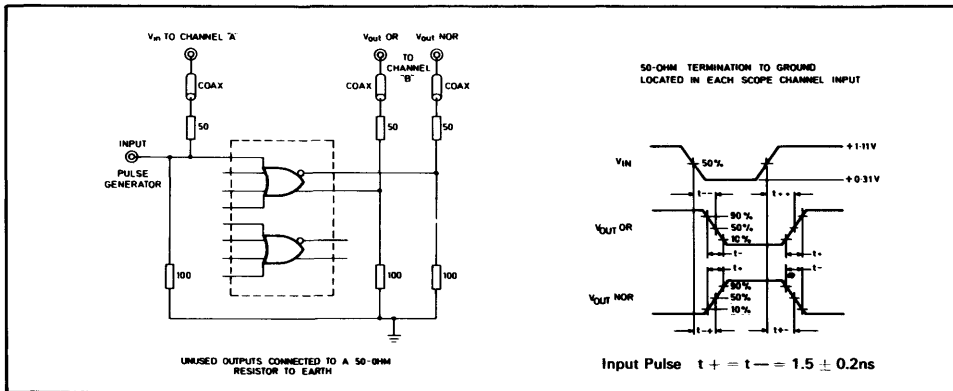 Vin TO CHANNEL "A"
Vout OR
Vout NOR
TO
CHANNEL
"B"
COAX
COAX
COAX
50
50
50
INPUT
PULSE
GENERATOR
100
100
100
UNUSED OUTPUTS CONNECTED TO A 50-OHM
RESISTOR TO EARTH
50-OHM TERMINATION TO GROUND
LOCATED IN EACH SCOPE CHANNEL INPUT
VIN
50%
+1·11V
+0·31V
t--
t++
VOUT OR
90%
50%
10%
t-
t+
t+
t-
VOUT NOR
90%
50%
10%
t-+
t+-
Input Pulse t + = t — = 1.5 ± 0.2ns